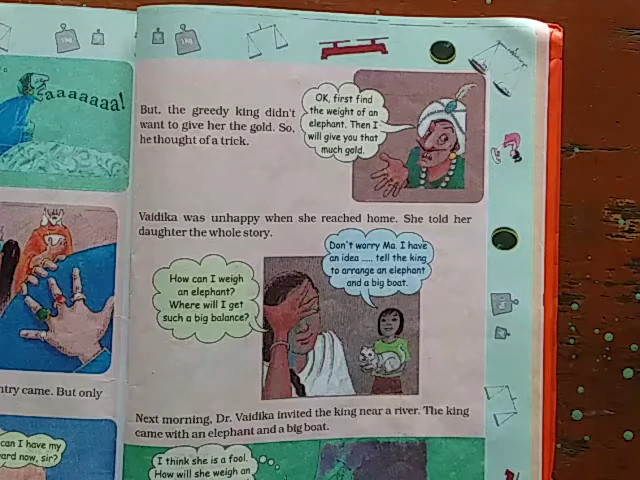 aaaaaaa!
ntry came. But only
can I have my
ard now, sir?
But, the greedy king didn't
want to give her the gold. So,
he thought of a trick.
OK, first find
the weight of an
elephant. Then I
will give you that
much gold.
Vaidika was unhappy when she reached home. She told her
daughter the whole story.
How can I weigh
an elephant?
Where will I get
such a big balance?
Don't worry Ma. I have
an idea ..... tell the king
to arrange an elephant
and a big boat.
Next morning, Dr. Vaidika invited the king near a river. The king
came with an elephant and a big boat.
I think she is a fool.
How will she weigh an